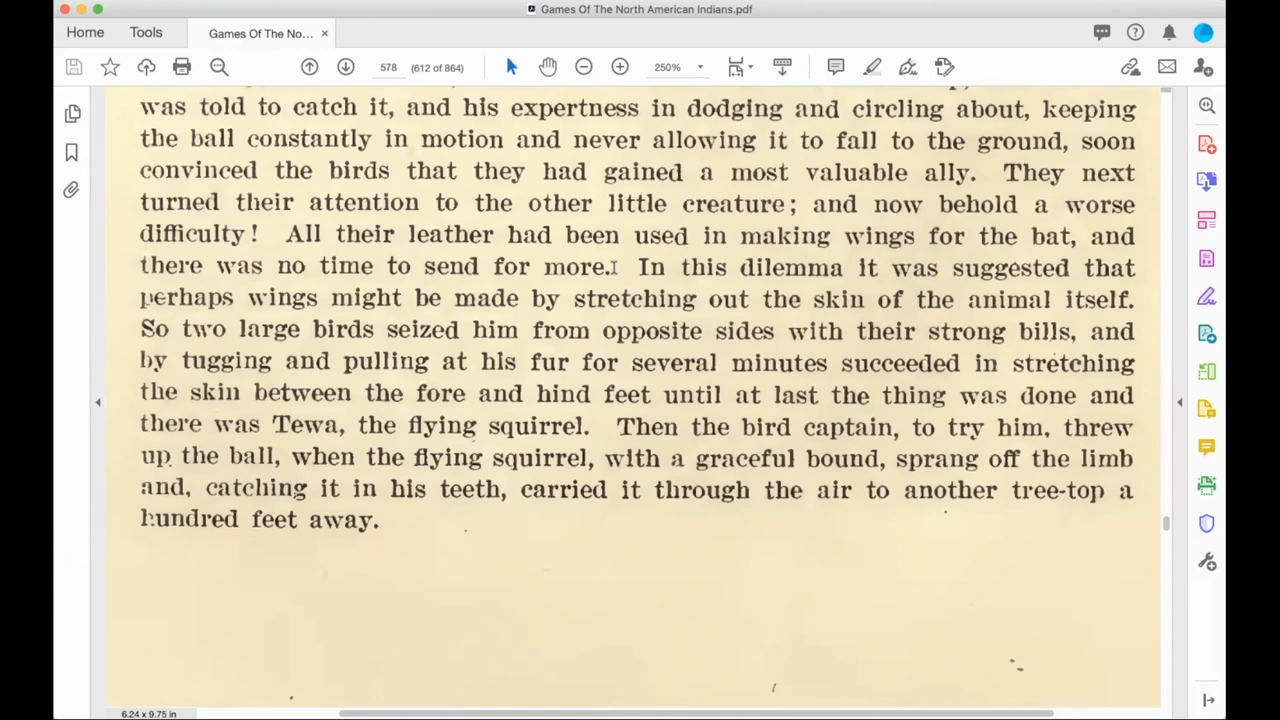 Games Of The North American Indians.pdf
Home Tools Games Of The No... ×
578 (612 of 864) 250%
was told to catch it, and his expertness in dodging and circling about, keeping
the ball constantly in motion and never allowing it to fall to the ground, soon
convinced the birds that they had gained a most valuable ally. They next
turned their attention to the other little creature; and now behold a worse
difficulty! All their leather had been used in making wings for the bat, and
there was no time to send for more. In this dilemma it was suggested that
perhaps wings might be made by stretching out the skin of the animal itself.
So two large birds seized him from opposite sides with their strong bills, and
by tugging and pulling at his fur for several minutes succeeded in stretching
the skin between the fore and hind feet until at last the thing was done and
there was Tewa, the flying squirrel. Then the bird captain, to try him, threw
up the ball, when the flying squirrel, with a graceful bound, sprang off the limb
and, catching it in his teeth, carried it through the air to another tree-top a
hundred feet away.
6.24 x 9.75 in